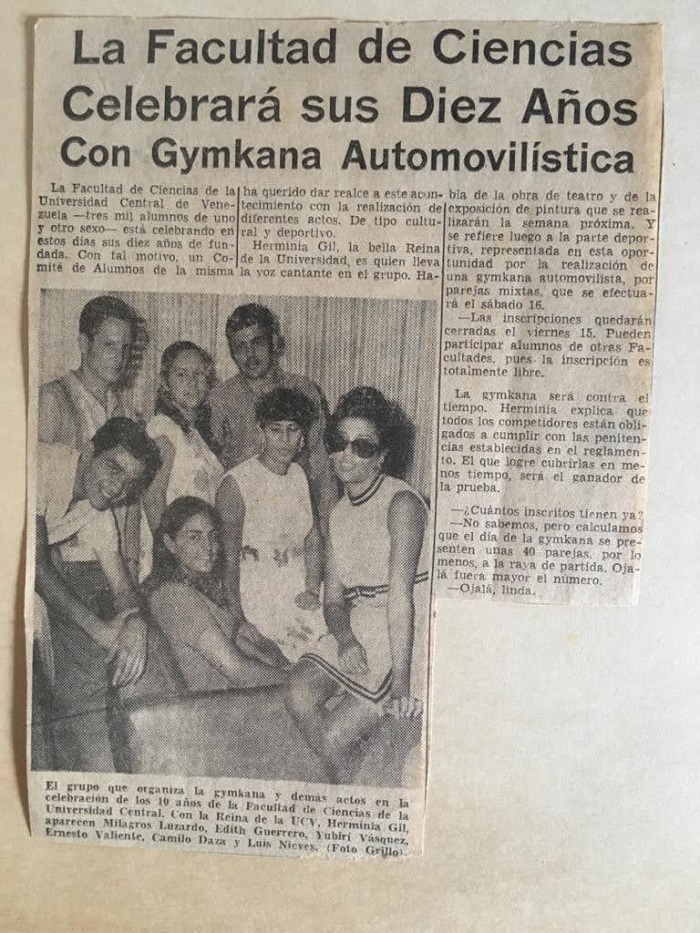 La Facultad de Ciencias
Celebrará sus Diez Años
Con Gymkana Automovilística
La Facultad de Ciencias de la
Universidad Central de Vene-
zuela —tres mil alumnos de uno
y otro sexo— está celebrando en
estos días sus diez años de fun-
dada. Con tal motivo, un Co-
mité de Alumnos de la misma
ha querido dar realce a este acon-
tecimiento con la realización de
diferentes actos. De tipo cultu-
ral y deportivo.
Herminia Gil, la bella Reina
de la Universidad, es quien lleva
la voz cantante en el grupo. Ha-
bla de la obra de teatro y de la
exposición de pintura que se rea-
lizarán la semana próxima. Y
se refiere luego a la parte depor-
tiva, representada en esta opor-
tunidad por la realización de
una gymkana automovilista, por
parejas mixtas, que se efectua-
rá el sábado 16.
—Las inscripciones quedarán
cerradas el viernes 15. Pueden
participar alumnos de otras Fa-
cultades, pues la inscripción es
totalmente libre.
La gymkana será contra el
tiempo. Herminia explica que
todos los competidores están obli-
gados a cumplir con las peniten-
cias establecidas en el reglamen-
to. El que logre cubrirlas en me-
nos tiempo, será el ganador de
la prueba.
—¿Cuántos inscritos tienen ya?
—No sabemos, pero calculamos
que el día de la gymkana se pre-
senten unas 40 parejas, por lo
menos, a la raya de partida. Oja-
lá fuera mayor el número.
—Ojalá, linda.
El grupo que organiza la gymkana y demás actos en la
celebración de los 10 años de la Facultad de Ciencias de la
Universidad Central. Con la Reina de la UCV, Herminia Gil,
aparecen Milagros Luzardo, Edith Guerrero, Yubirí Vásquez,
Ernesto Valiente, Camilo Daza y Luis Nieves. (Foto Grillo).